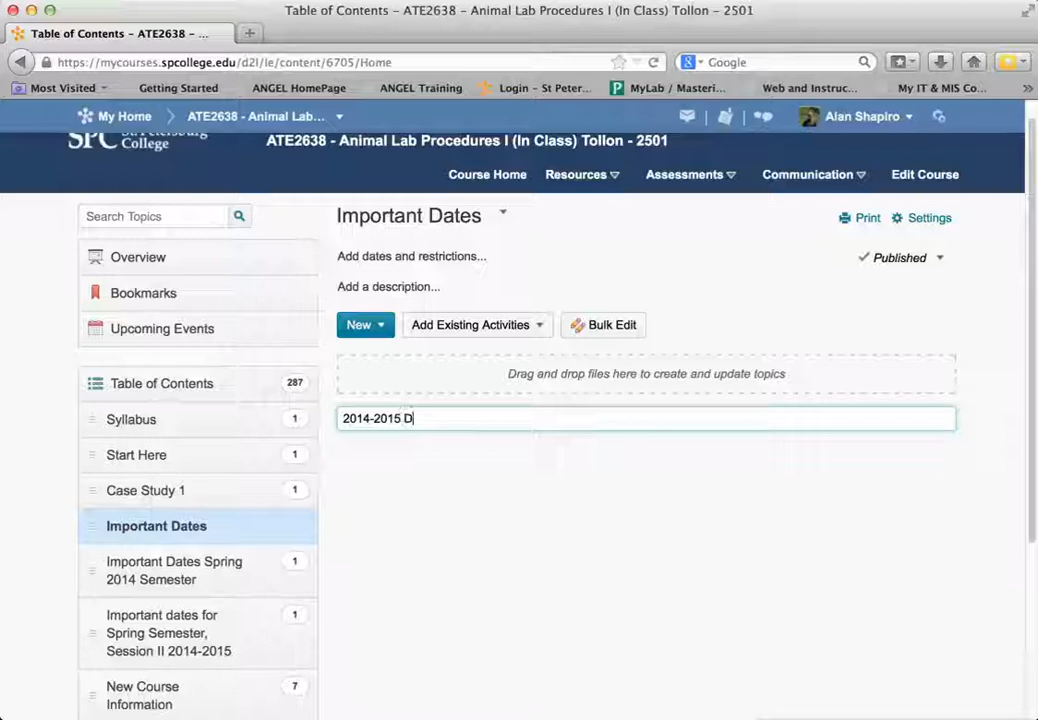 Table of Contents – ATE2638 – Animal Lab Procedures I (In Class) Tollon – 2501
Table of Contents – ATE2638 – ...
https://mycourses.spcollege.edu/d2l/le/content/6705/Home
Google
Most Visited
Getting Started
ANGEL HomePage
ANGEL Training
Login – St Peter...
MyLab / Masteri...
Web and Instruc...
My IT & MIS Co...
My Home
ATE2638 - Animal Lab...
Alan Shapiro
SPC
St. Petersburg
College
ATE2638 - Animal Lab Procedures I (In Class) Tollon - 2501
Course Home
Resources
Assessments
Communication
Edit Course
Search Topics
Important Dates
Print
Settings
Overview
Add dates and restrictions...
Published
Bookmarks
Add a description...
Upcoming Events
New
Add Existing Activities
Bulk Edit
Drag and drop files here to create and update topics
Table of Contents 287
2014-2015 D
Syllabus 1
Start Here 1
Case Study 1 1
Important Dates
Important Dates Spring 1
2014 Semester
Important dates for 1
Spring Semester,
Session II 2014-2015
New Course 7
Information